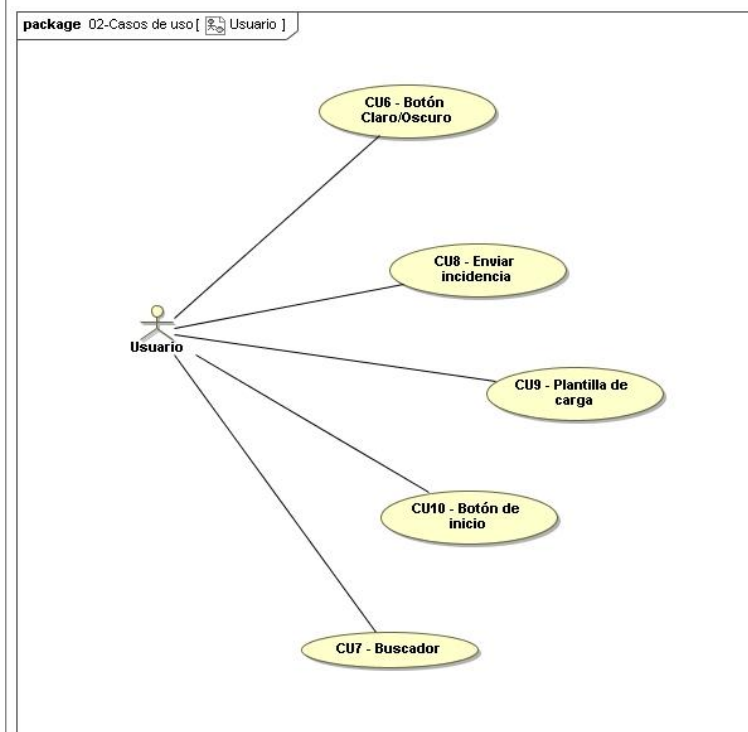 package 02-Casos de uso[ Usuario ]
CU6 - Botón
Claro/Oscuro
CU8 - Enviar
incidencia
Usuario
CU9 - Plantilla de
carga
CU10 - Botón de
inicio
CU7 - Buscador